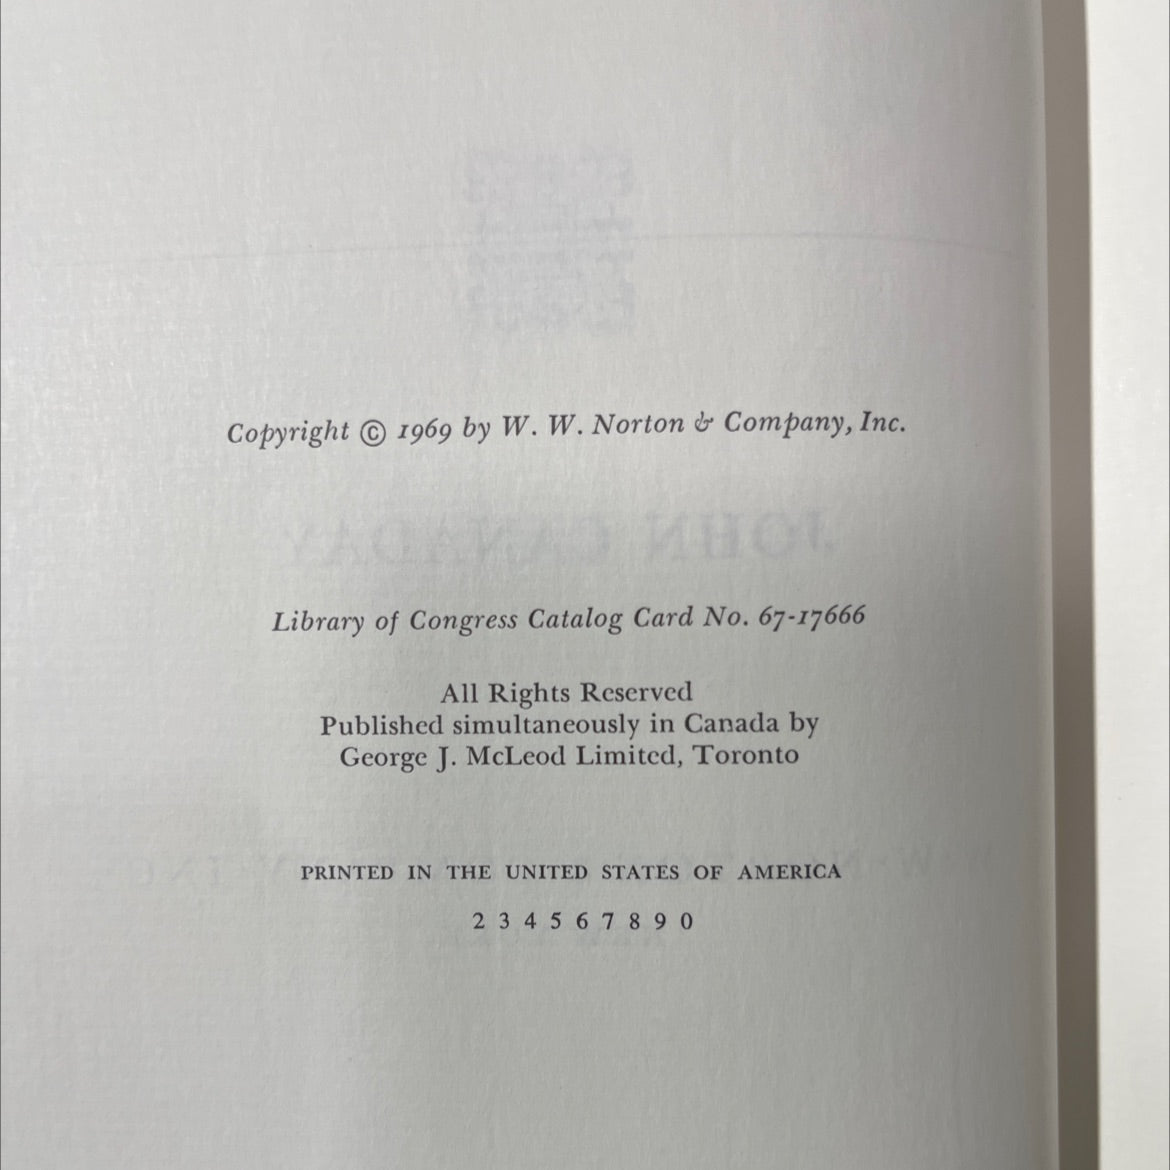 Copyright © 1969 by W. W. Norton & Company, Inc.
JOHN CANADAY
Library of Congress Catalog Card No. 67-17666
All Rights Reserved
Published simultaneously in Canada by
George J. McLeod Limited, Toronto
PRINTED IN THE UNITED STATES OF AMERICA
2 3 4 5 6 7 8 9 0